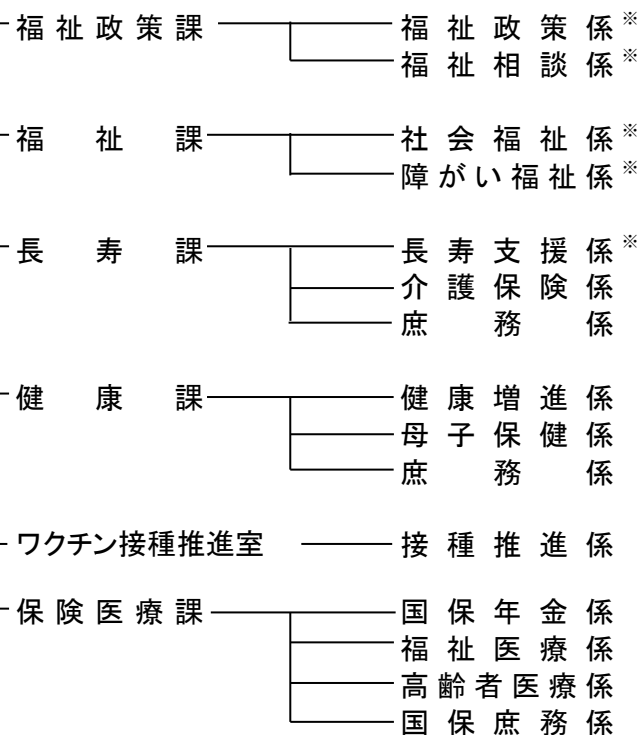 福祉政策課 福祉政策係※
福祉相談係※
福祉課 社会福祉係※
障がい福祉係※
長寿課 長寿支援係※
介護保険係
庶務係
健康課 健康増進係
母子保健係
庶務係
ワクチン接種推進室 接種推進係
保険医療課 国保年金係
福祉医療係
高齢者医療係
国保庶務係